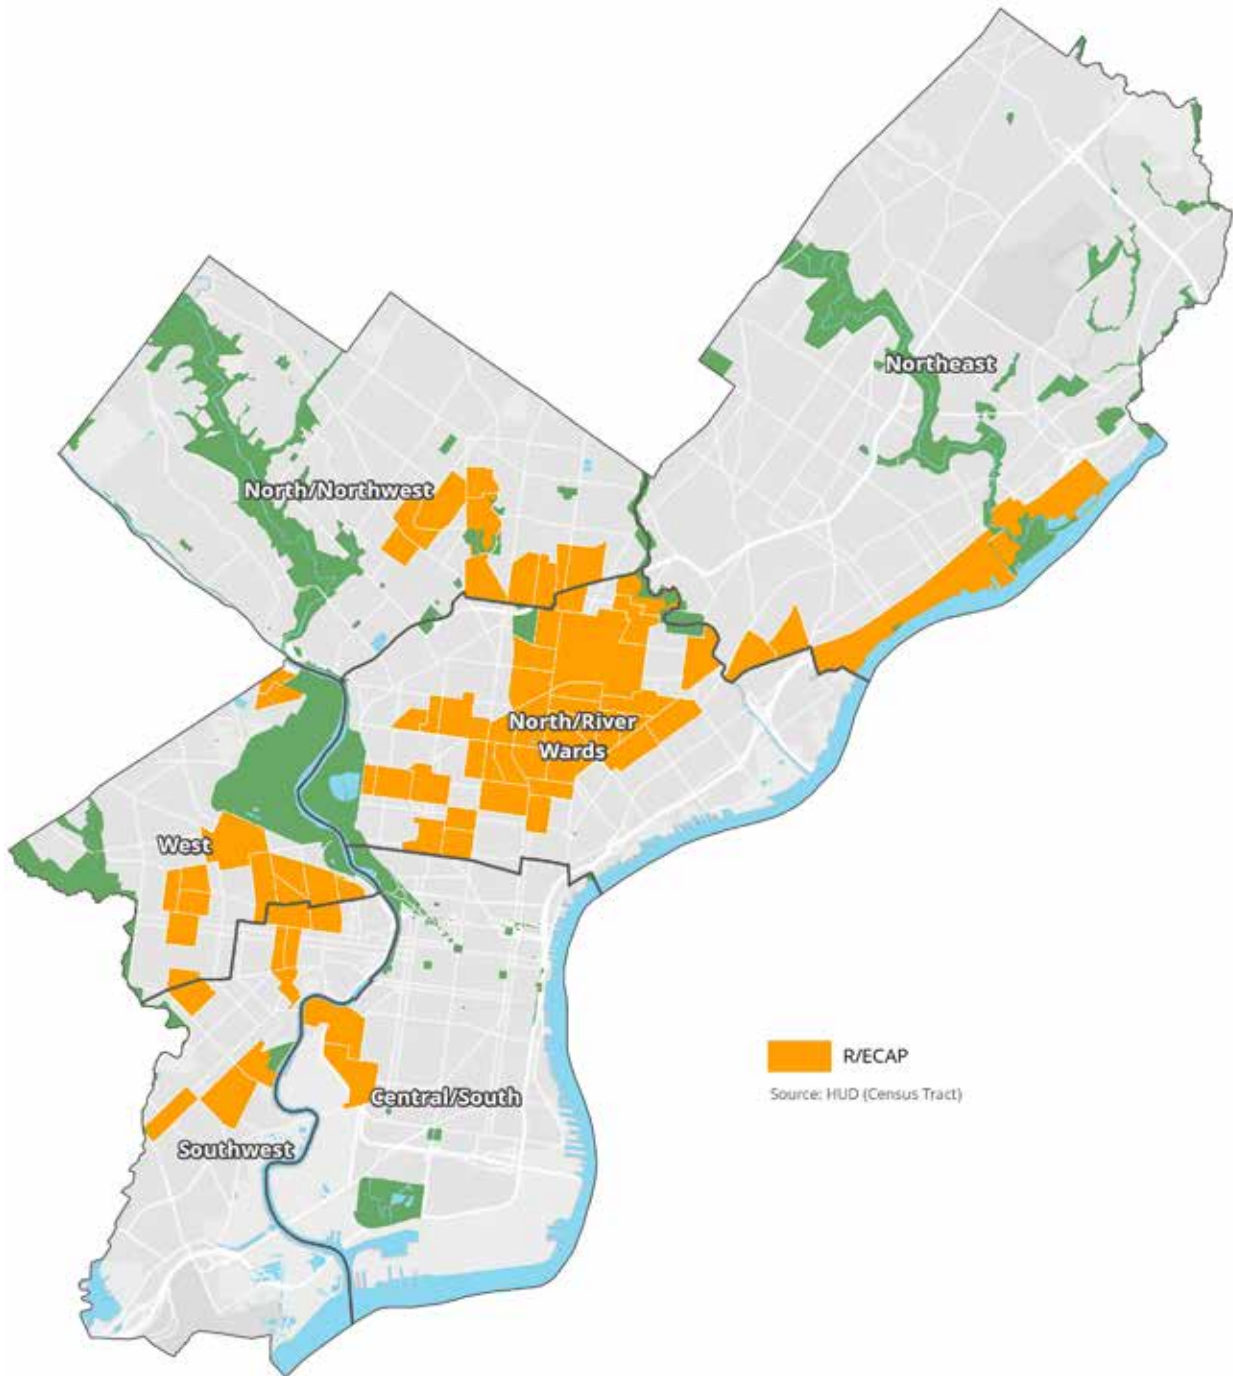 Northeast
North/Northwest
North/River
Wards
West
R/ECAP
Source: HUD (Census Tract)
Central/South
Southwest